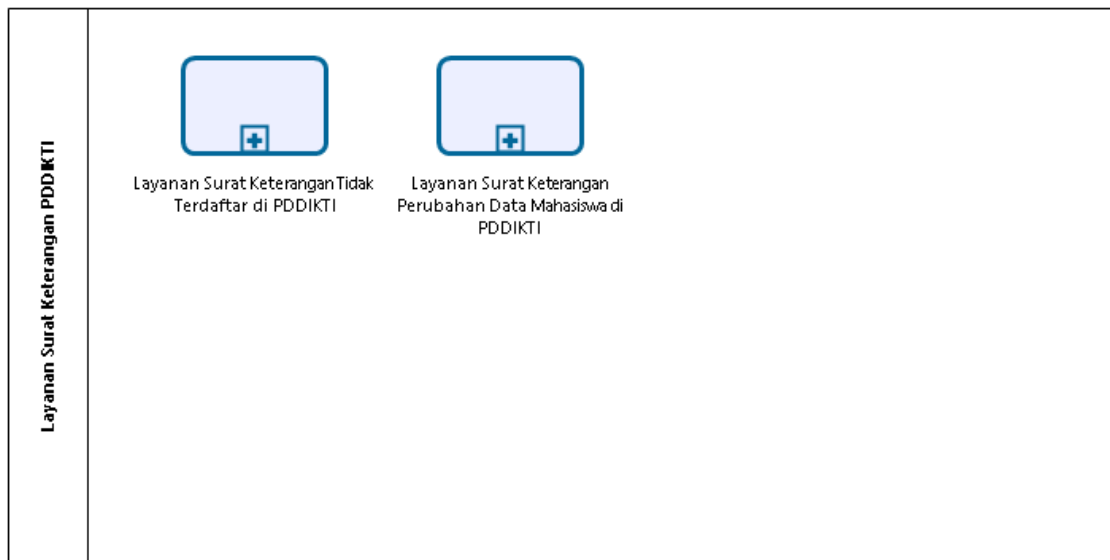 Layanan Surat Keterangan PDDIKTI
Layanan Surat Keterangan Tidak
Terdaftar di PDDIKTI
Layanan Surat Keterangan
Perubahan Data Mahasiswa di
PDDIKTI